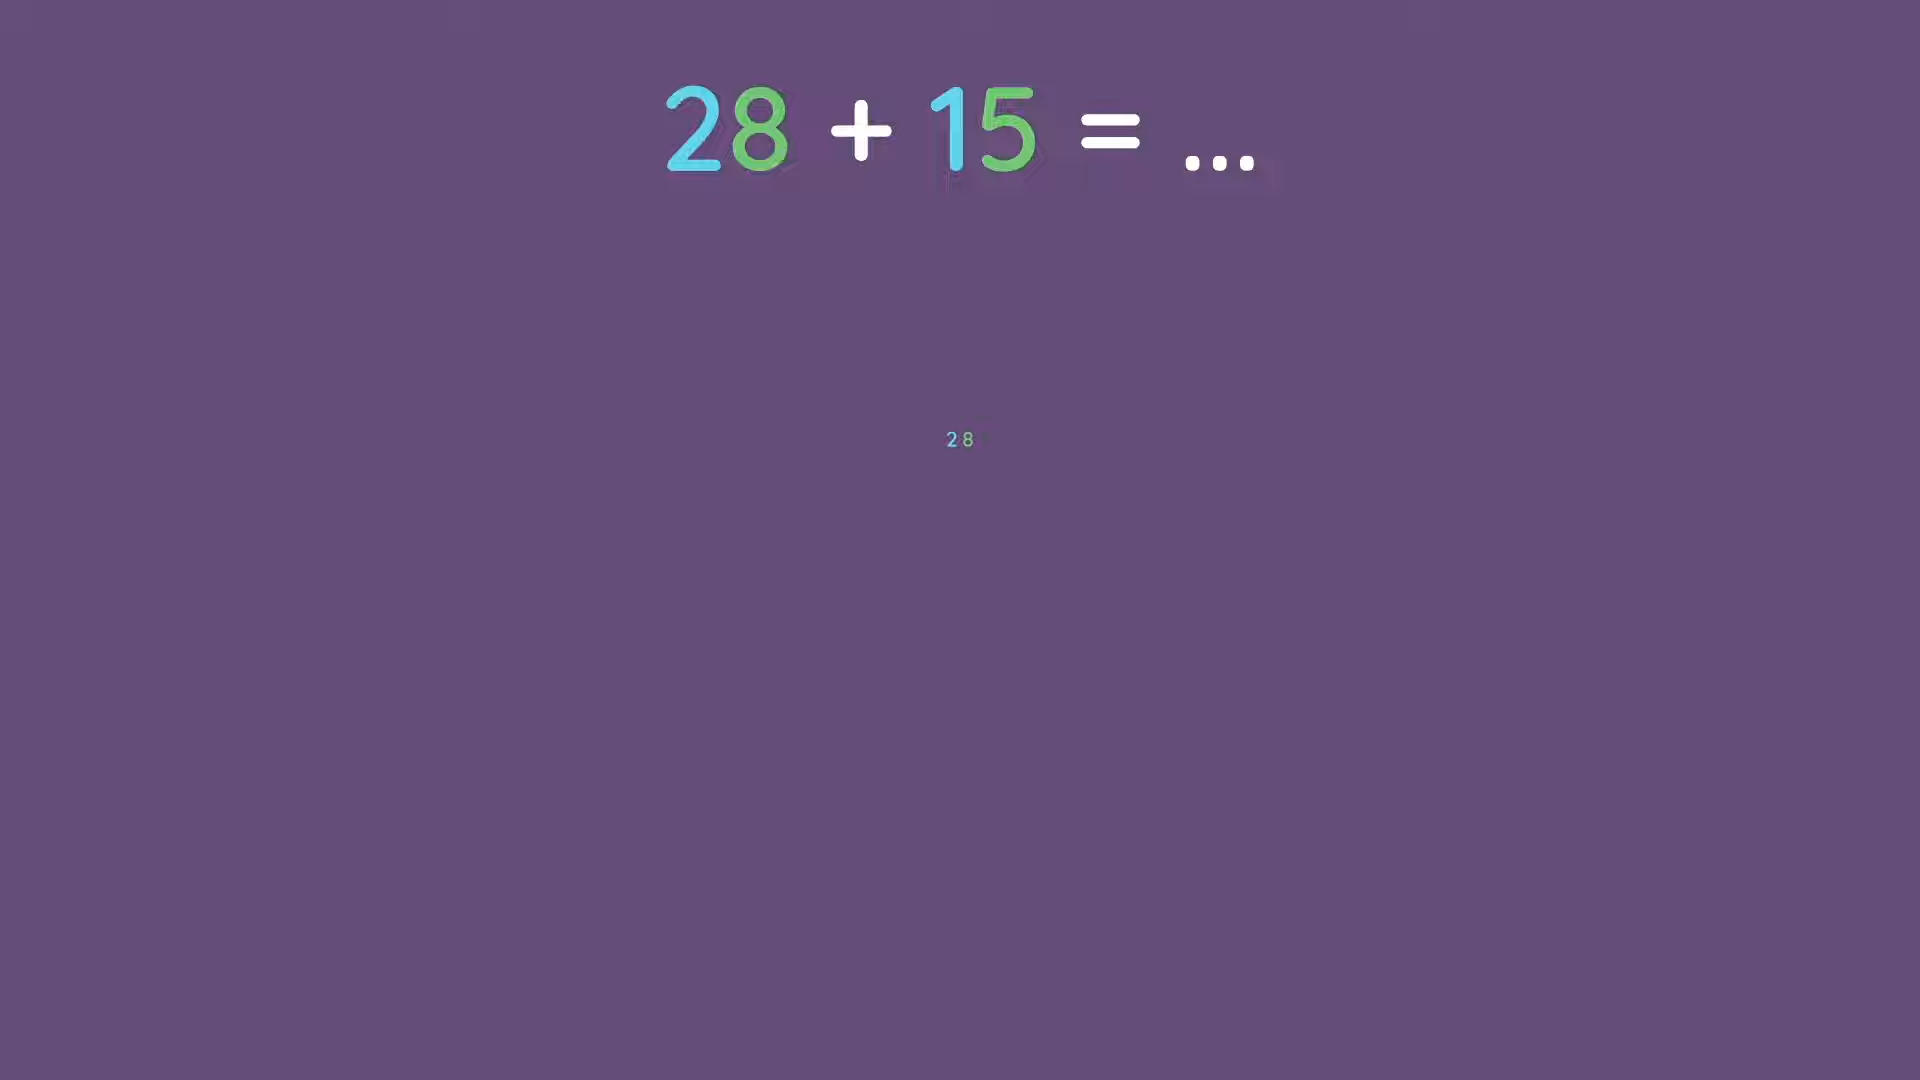 28 + 15 = ...
28